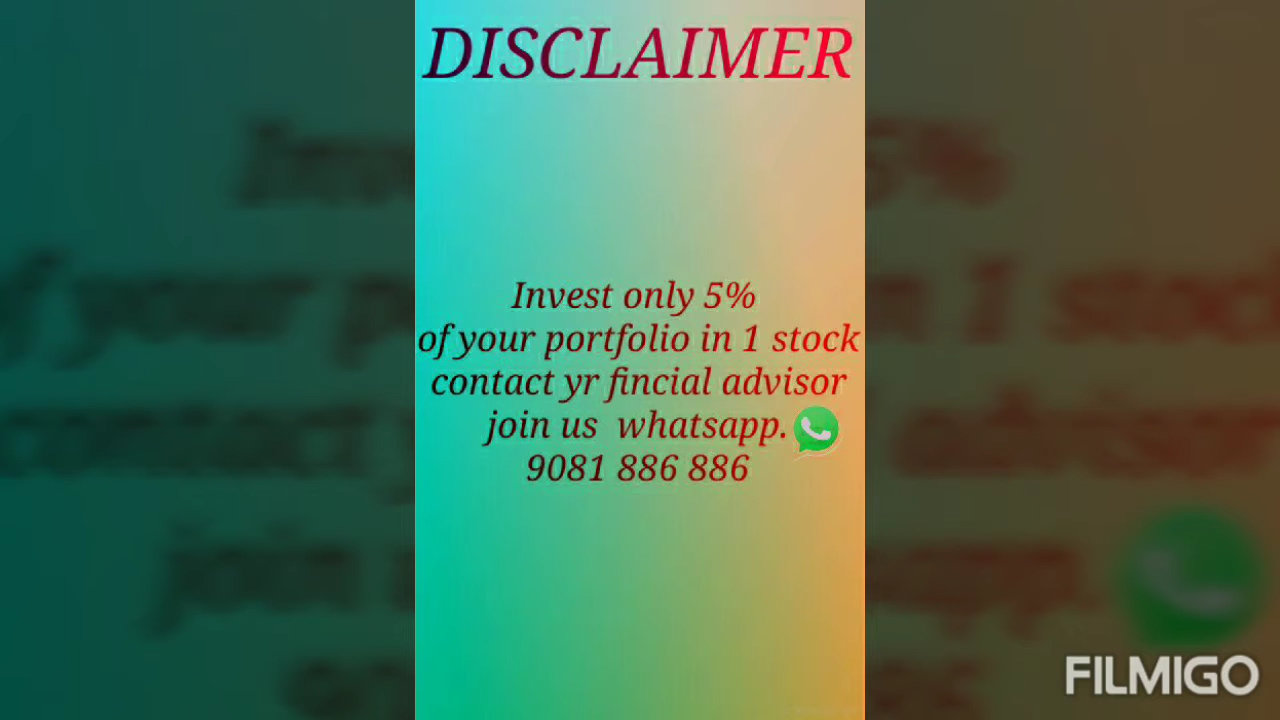 DISCLAIMER
Invest only 5%
of your portfolio in 1 stock
contact yr fincial advisor
join us whatsapp.
9081 886 886
FILMIGO